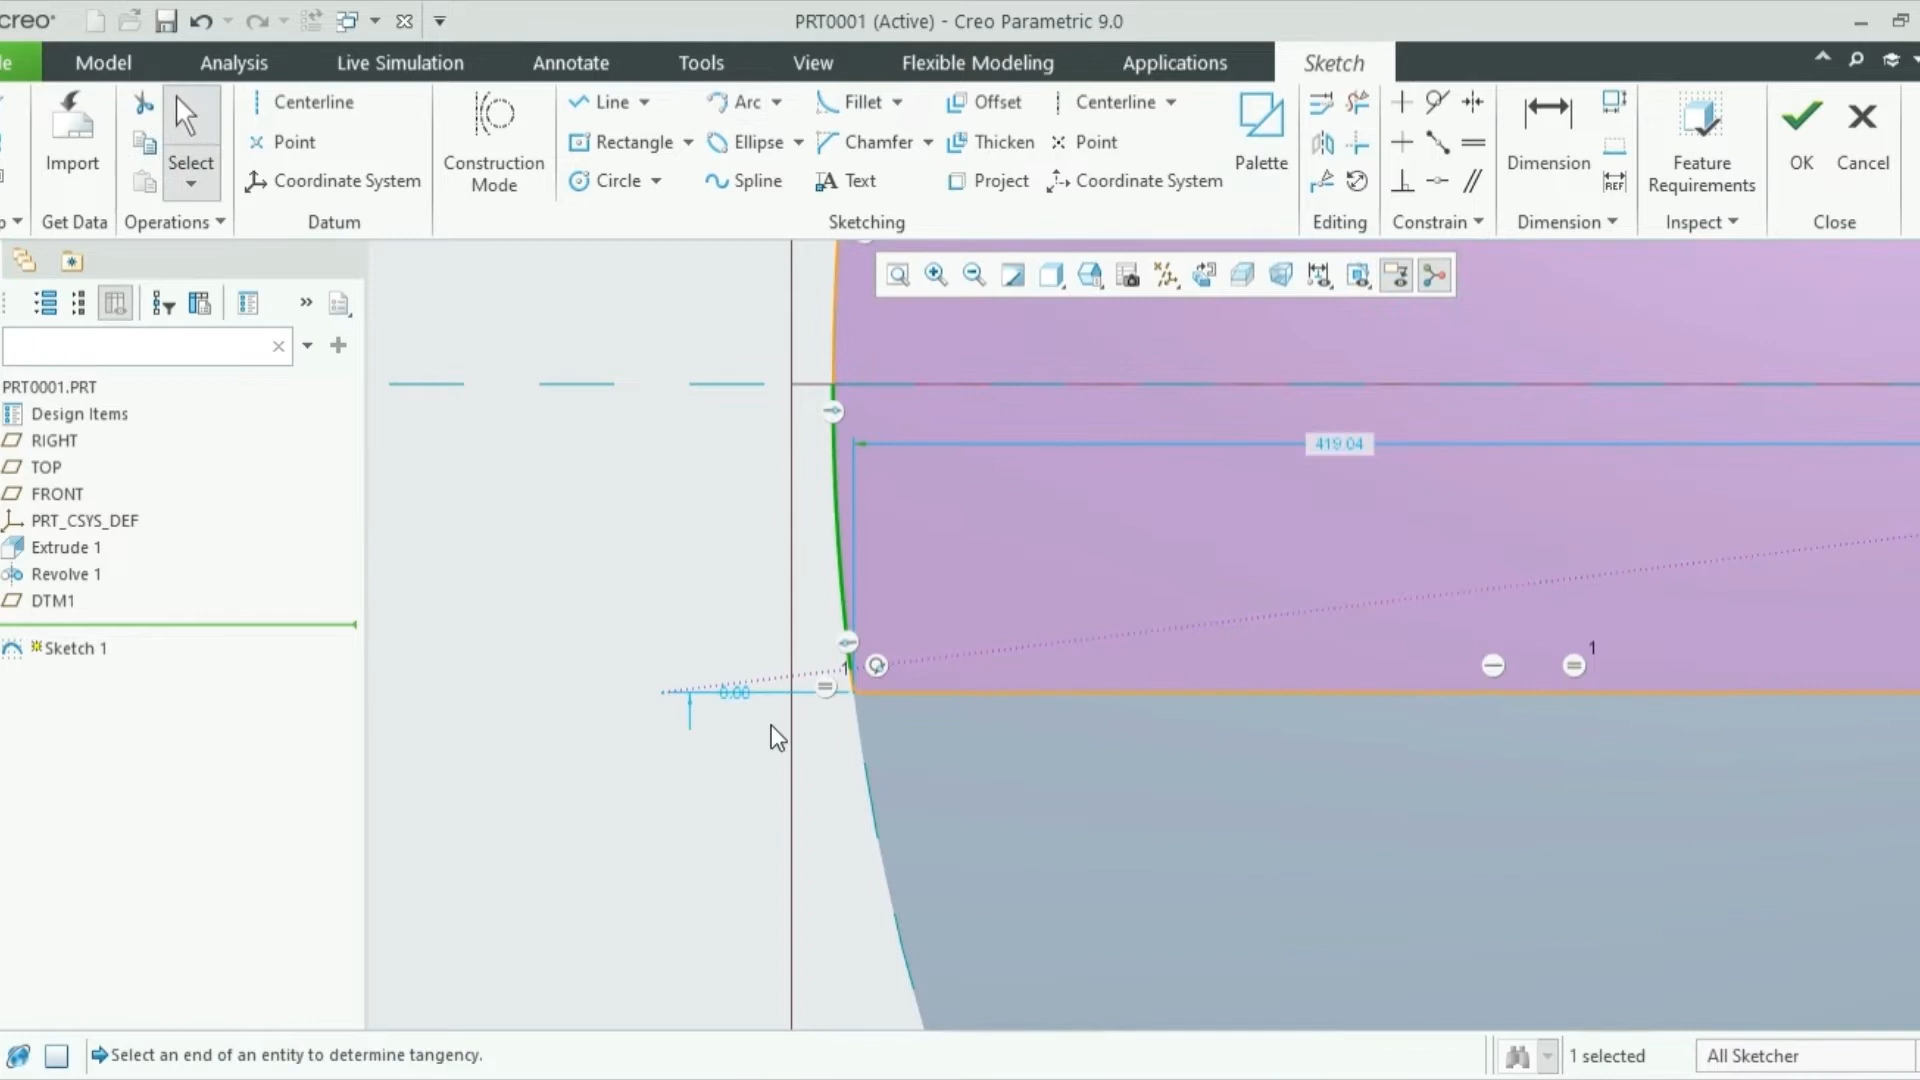 creo
PRT0001 (Active) - Creo Parametric 9.0
Model
Analysis
Live Simulation
Annotate
Tools
View
Flexible Modeling
Applications
Sketch
Import
Get Data
Select
Operations
Centerline
Point
Coordinate System
Datum
Construction
Mode
Line
Arc
Fillet
Offset
Centerline
Rectangle
Ellipse
Chamfer
Thicken
Point
Circle
Spline
Text
Project
Coordinate System
Palette
Sketching
Editing
Constrain
Dimension
REF
Dimension
Feature
Requirements
Inspect
OK
Cancel
Close
PRT0001.PRT
Design Items
RIGHT
TOP
FRONT
PRT_CSYS_DEF
Extrude 1
Revolve 1
DTM1
Sketch 1
419.04
1
1
0.00
Select an end of an entity to determine tangency.
1 selected
All Sketcher